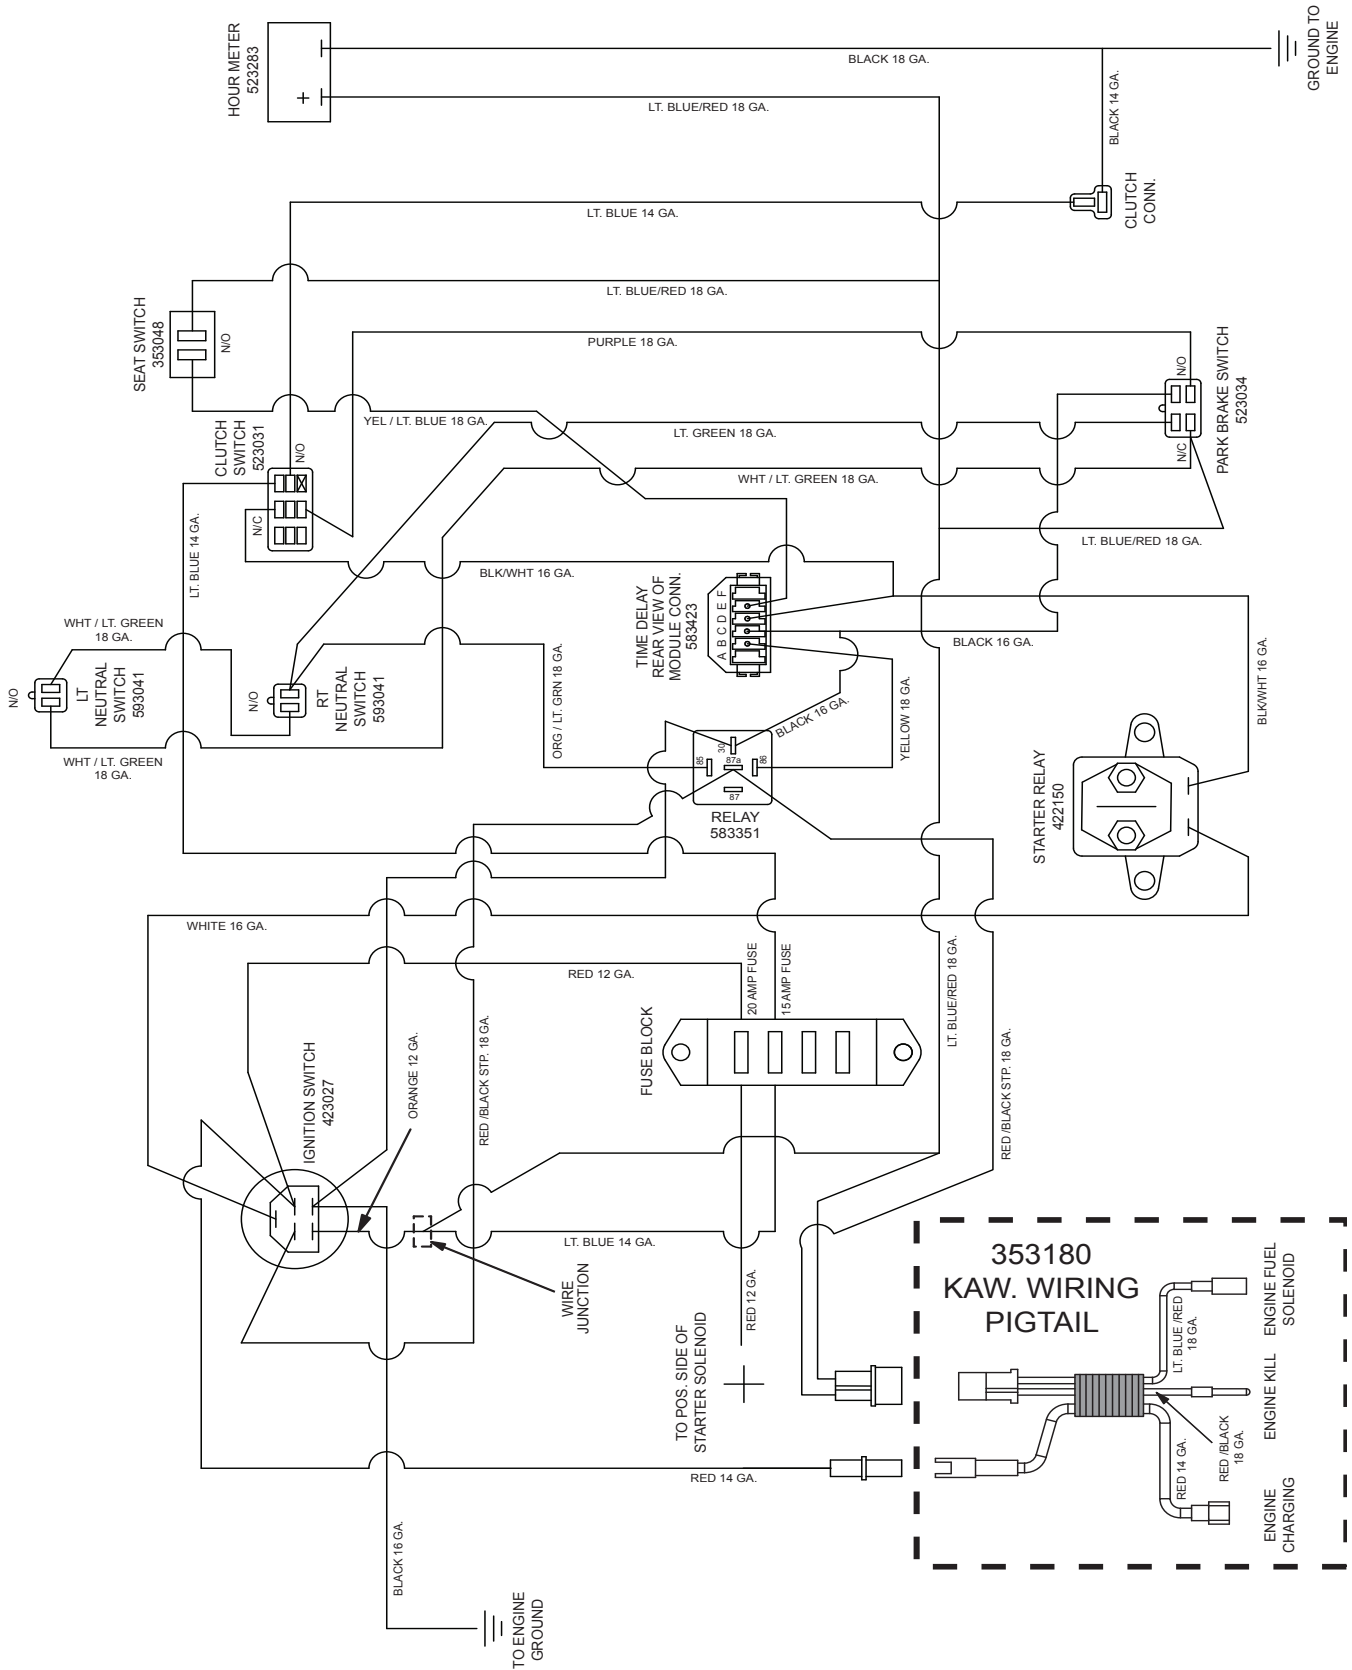 HOUR METER
523283
+
BLACK 18 GA.
GROUND TO
ENGINE
LT. BLUE/RED 18 GA.
BLACK 14 GA.
CLUTCH
CONN.
LT. BLUE 14 GA.
SEAT SWITCH
353048
N/O
LT. BLUE/RED 18 GA.
PURPLE 18 GA.
YEL / LT. BLUE 18 GA.
CLUTCH
SWITCH
523031
N/O
N/C
LT. GREEN 18 GA.
N/O
N/C
PARK BRAKE SWITCH
523034
WHT / LT. GREEN 18 GA.
LT. BLUE 14 GA.
LT. BLUE/RED 18 GA.
BLK/WHT 16 GA.
TIME DELAY
REAR VIEW OF
MODULE CONN.
583423
A B C D E F
BLACK 16 GA.
WHT / LT. GREEN
18 GA.
N/O
LT
NEUTRAL
SWITCH
593041
N/O
RT
NEUTRAL
SWITCH
593041
WHT / LT. GREEN
18 GA.
ORG / LT. GRN 18 GA.
BLACK 16 GA.
YELLOW 18 GA.
BLK/WHT 16 GA.
30
85
87a
86
87
RELAY
583351
STARTER RELAY
422150
WHITE 16 GA.
RED 12 GA.
20 AMP FUSE
15 AMP FUSE
FUSE BLOCK
LT. BLUE/RED 18 GA.
RED /BLACK STP. 18 GA.
IGNITION SWITCH
423027
ORANGE 12 GA.
RED /BLACK STP. 18 GA.
LT. BLUE 14 GA.
WIRE
JUNCTION
RED 12 GA.
TO POS. SIDE OF
STARTER SOLENOID
RED 14 GA.
BLACK 16 GA.
TO ENGINE
GROUND
353180
KAW. WIRING
PIGTAIL
LT. BLUE /RED
18 GA.
ENGINE FUEL
SOLENOID
ENGINE KILL
RED /BLACK
18 GA.
RED 14 GA.
ENGINE
CHARGING